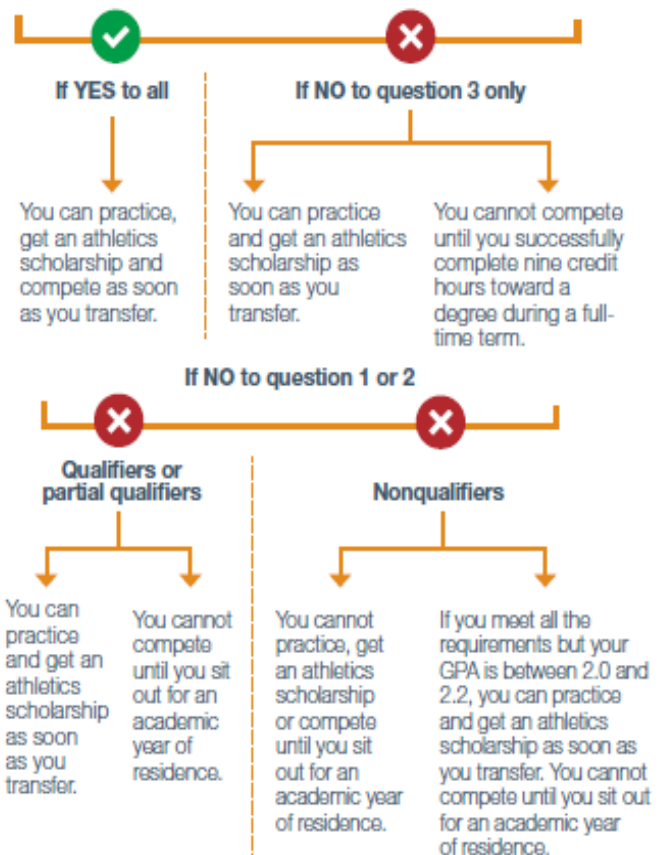 If YES to all
If NO to question 3 only
You can practice,
get an athletics
scholarship and
compete as soon
as you transfer.
You can practice
and get an athletics
scholarship as
soon as you
transfer.
You cannot compete
until you successfully
complete nine credit
hours toward a
degree during a full-
time term.
If NO to question 1 or 2
Qualifiers or
partial qualifiers
Nonqualifiers
You can
practice
and get an
athletics
scholarship
as soon
as you
transfer.
You cannot
compete
until you sit
out for an
academic
year of
residence.
You cannot
practice, get
an athletics
scholarship
or compete
until you sit
out for an
academic year
of residence.
If you meet all the
requirements but your
GPA is between 2.0 and
2.2, you can practice
and get an athletics
scholarship as soon as
you transfer. You cannot
compete until you sit out
for an academic year
of residence.